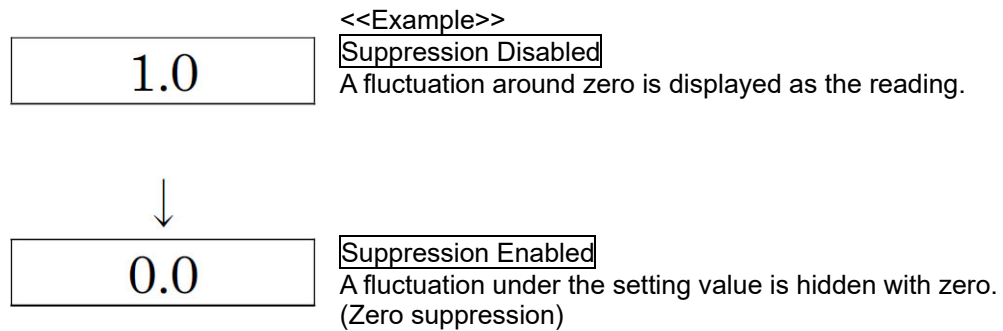 <<Example>>
Suppression Disabled
1.0
A fluctuation around zero is displayed as the reading.
↓
Suppression Enabled
0.0
A fluctuation under the setting value is hidden with zero.
(Zero suppression)